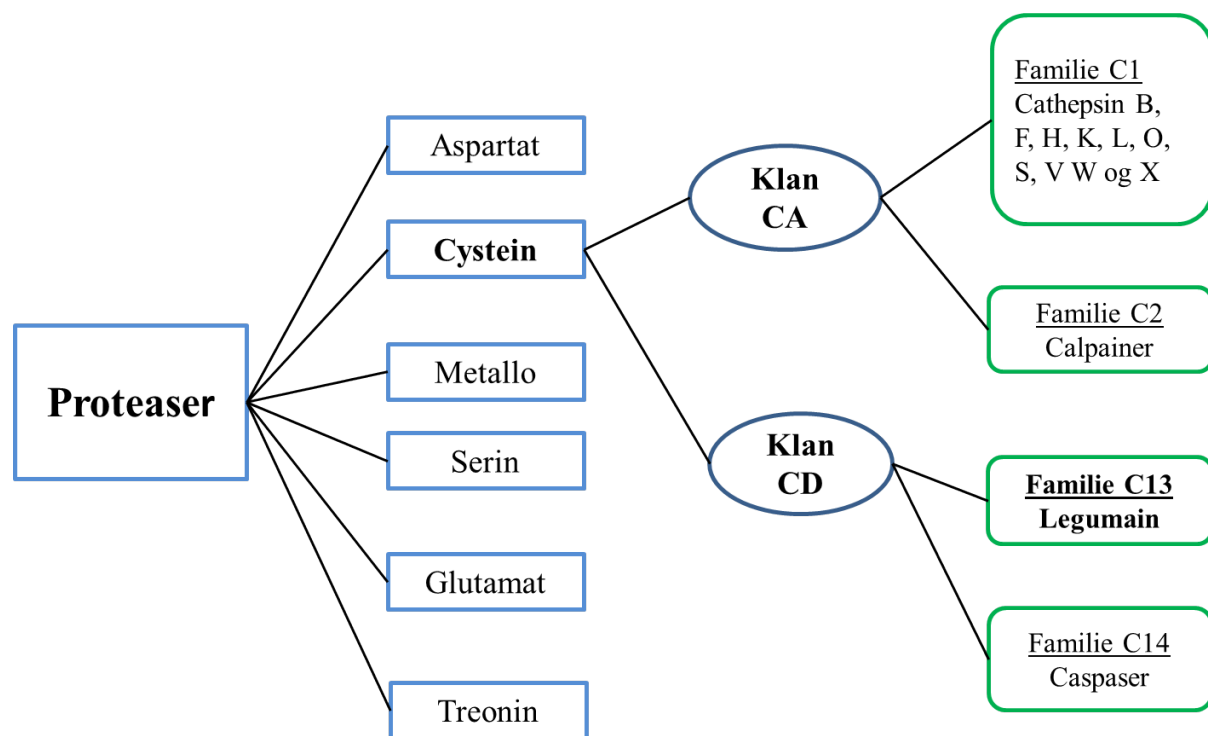 Proteaser
Aspartat
Cystein
Metallo
Serin
Glutamat
Treonin
Klan
CA
Klan
CD
Familie C1
Cathepsin B,
F, H, K, L, O,
S, V W og X
Familie C2
Calpainer
Familie C13
Legumain
Familie C14
Caspaser